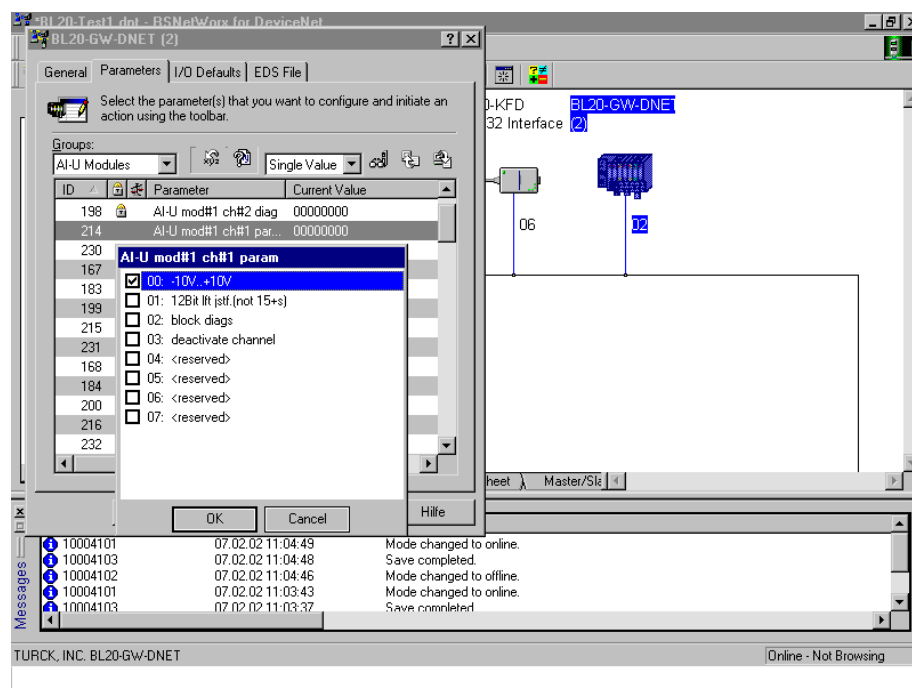 *BL20-Test1.dnt - RSNetWorx for DeviceNet
BL20-GW-DNET (2)
General Parameters I/O Defaults EDS File
Select the parameter(s) that you want to configure and initiate an
action using the toolbar.
Groups:
AI-U Modules
Single Value
ID Parameter Current Value
198 AI-U mod#1 ch#2 diag 00000000
214 AI-U mod#1 ch#1 par... 00000000
230
167
183
199
215
231
168
184
200
216
232
AI-U mod#1 ch#1 param
00: -10V..+10V
01: 12Bit lft jstf.(not 15+s)
02: block diags
03: deactivate channel
04: <reserved>
05: <reserved>
06: <reserved>
07: <reserved>
OK Cancel
Hilfe
-KFD
32 Interface
BL20-GW-DNET
(2)
06
02
heet
Master/Sla
Messages
10004101 07.02.02 11:04:49 Mode changed to online.
10004103 07.02.02 11:04:48 Save completed.
10004102 07.02.02 11:04:46 Mode changed to offline.
10004101 07.02.02 11:03:43 Mode changed to online.
10004103 07.02.02 11:03:37 Save completed
TURCK, INC. BL20-GW-DNET
Online - Not Browsing